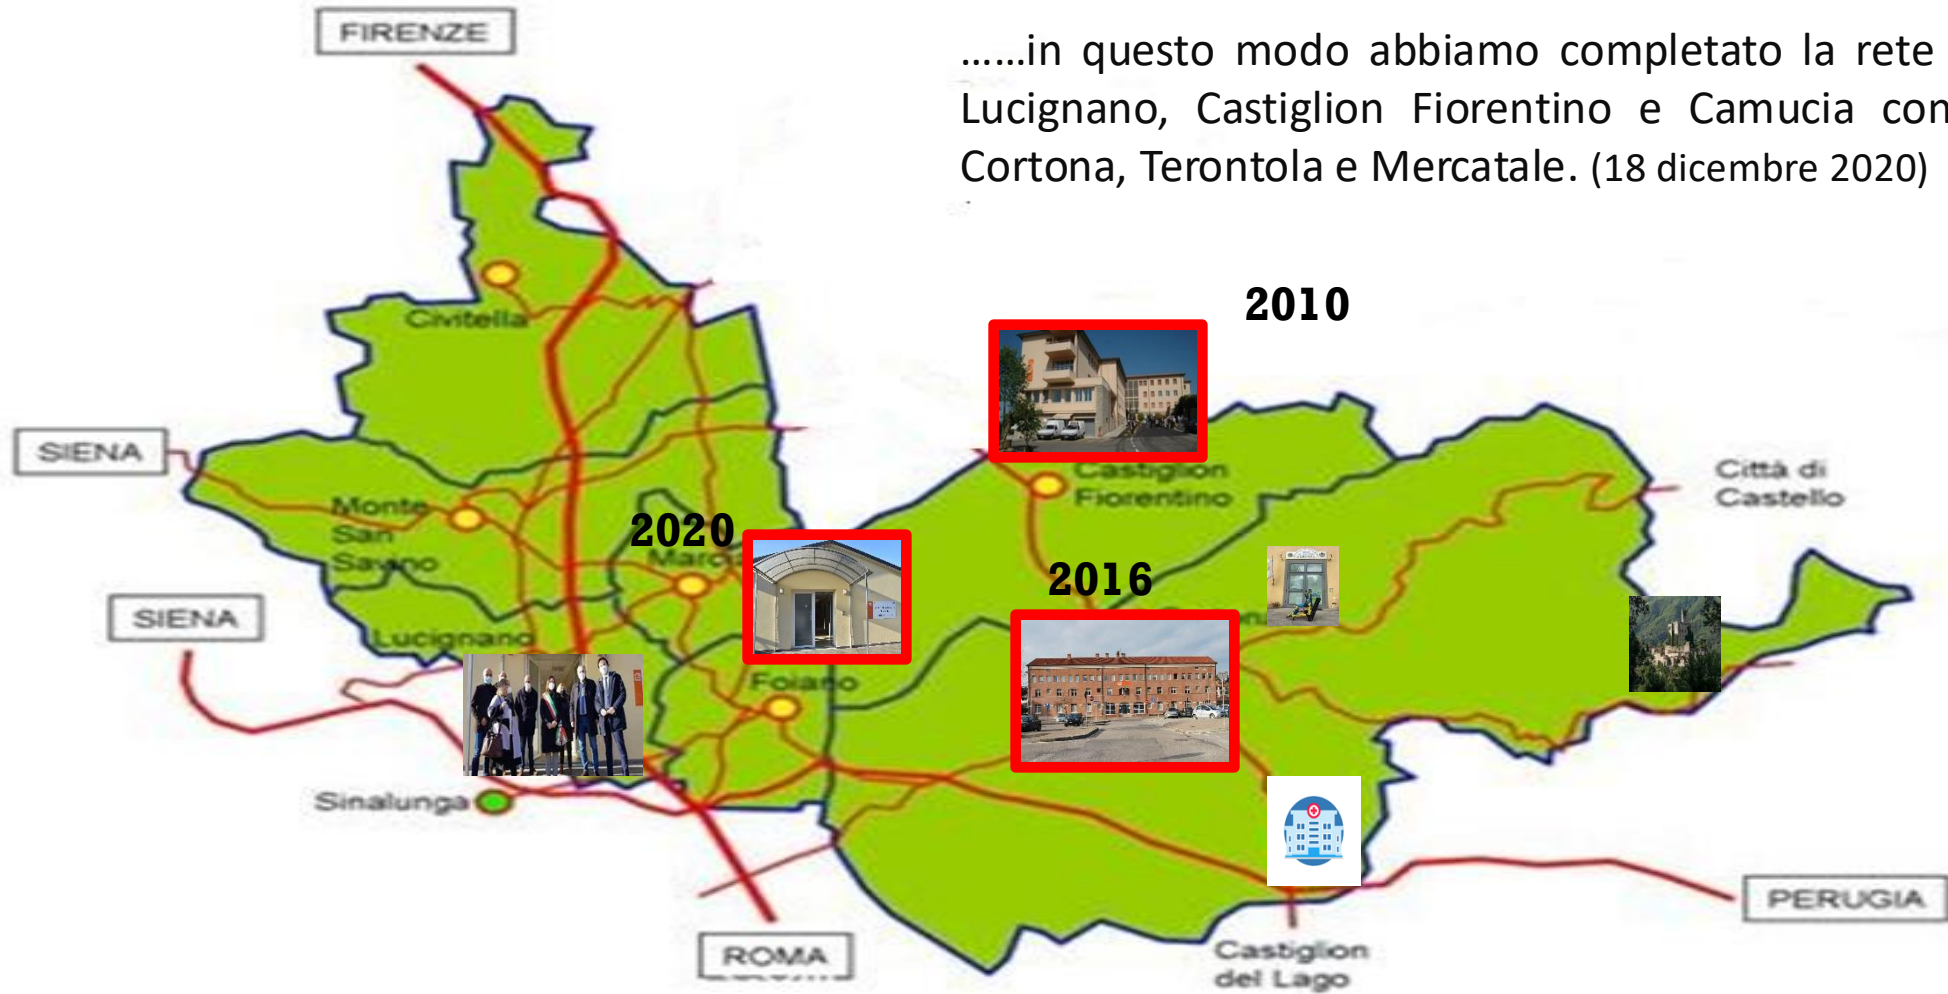 FIRENZE
……in questo modo abbiamo completato la rete
Lucignano, Castiglion Fiorentino e Camucia con
Cortona, Terontola e Mercatale. (18 dicembre 2020)
2010
Civitella
SIENA
Castiglion
Fiorentino
Città di
Castello
Monte
San
Savino
2020
2016
SIENA
Lucignano
Foiano
Sinalunga
PERUGIA
ROMA
Castiglion
del Lago